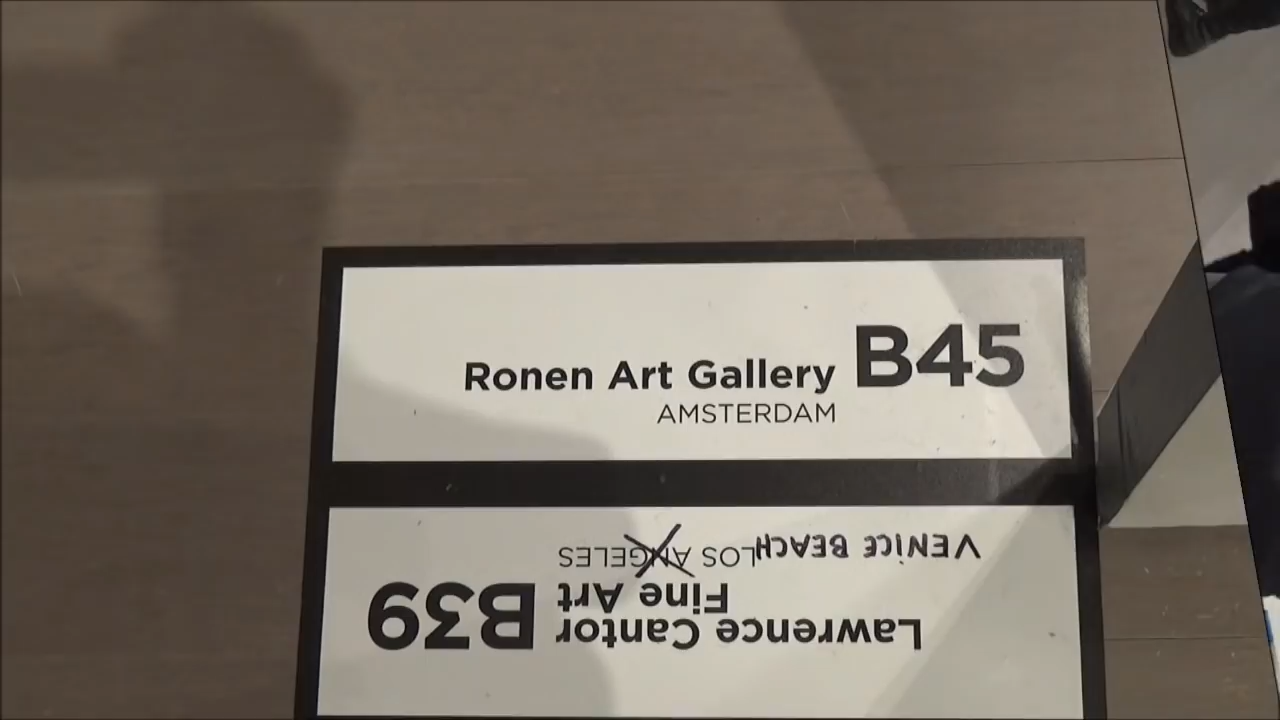 Ronen Art Gallery B45
AMSTERDAM
Lawrence Cantor
Fine Art B39
LOS ANGELES VENICE BEACH